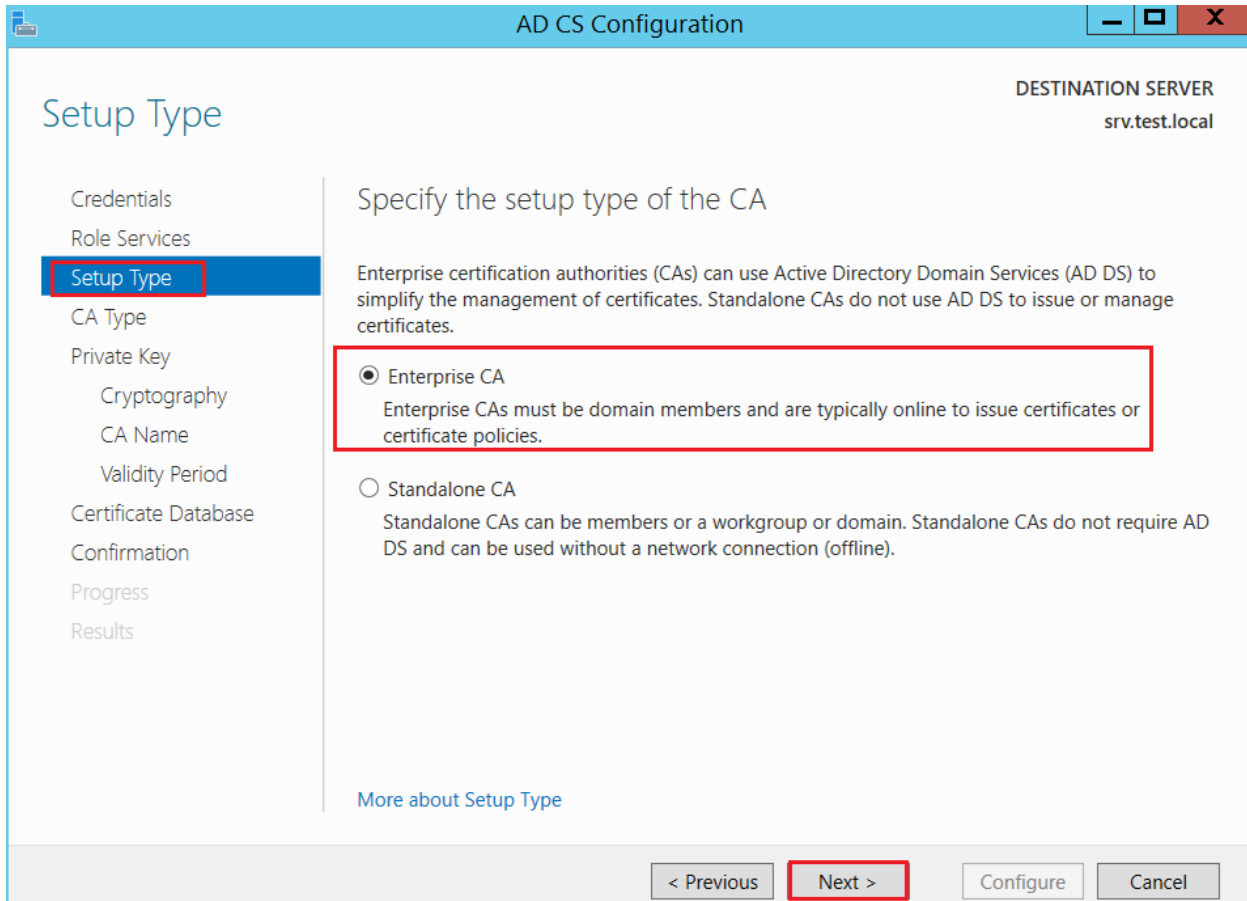 AD CS Configuration
X
Setup Type
DESTINATION SERVER
srv.test.local
Credentials
Role Services
Setup Type
CA Type
Private Key
Cryptography
CA Name
Validity Period
Certificate Database
Confirmation
Progress
Results
Specify the setup type of the CA
Enterprise certification authorities (CAs) can use Active Directory Domain Services (AD DS) to
simplify the management of certificates. Standalone CAs do not use AD DS to issue or manage
certificates.
Enterprise CA
Enterprise CAs must be domain members and are typically online to issue certificates or
certificate policies.
Standalone CA
Standalone CAs can be members or a workgroup or domain. Standalone CAs do not require AD
DS and can be used without a network connection (offline).
More about Setup Type
< Previous
Next >
Configure
Cancel